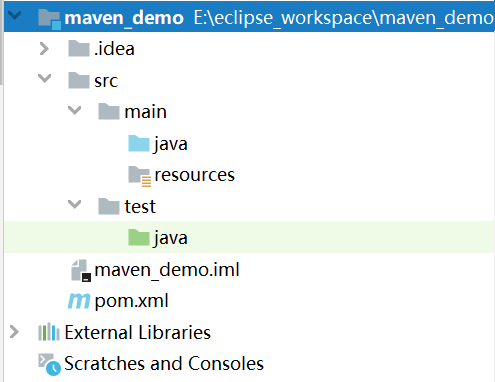 maven_demo E:\eclipse_workspace\maven_demo
.idea
src
main
java
resources
test
java
maven_demo.iml
pom.xml
External Libraries
Scratches and Consoles